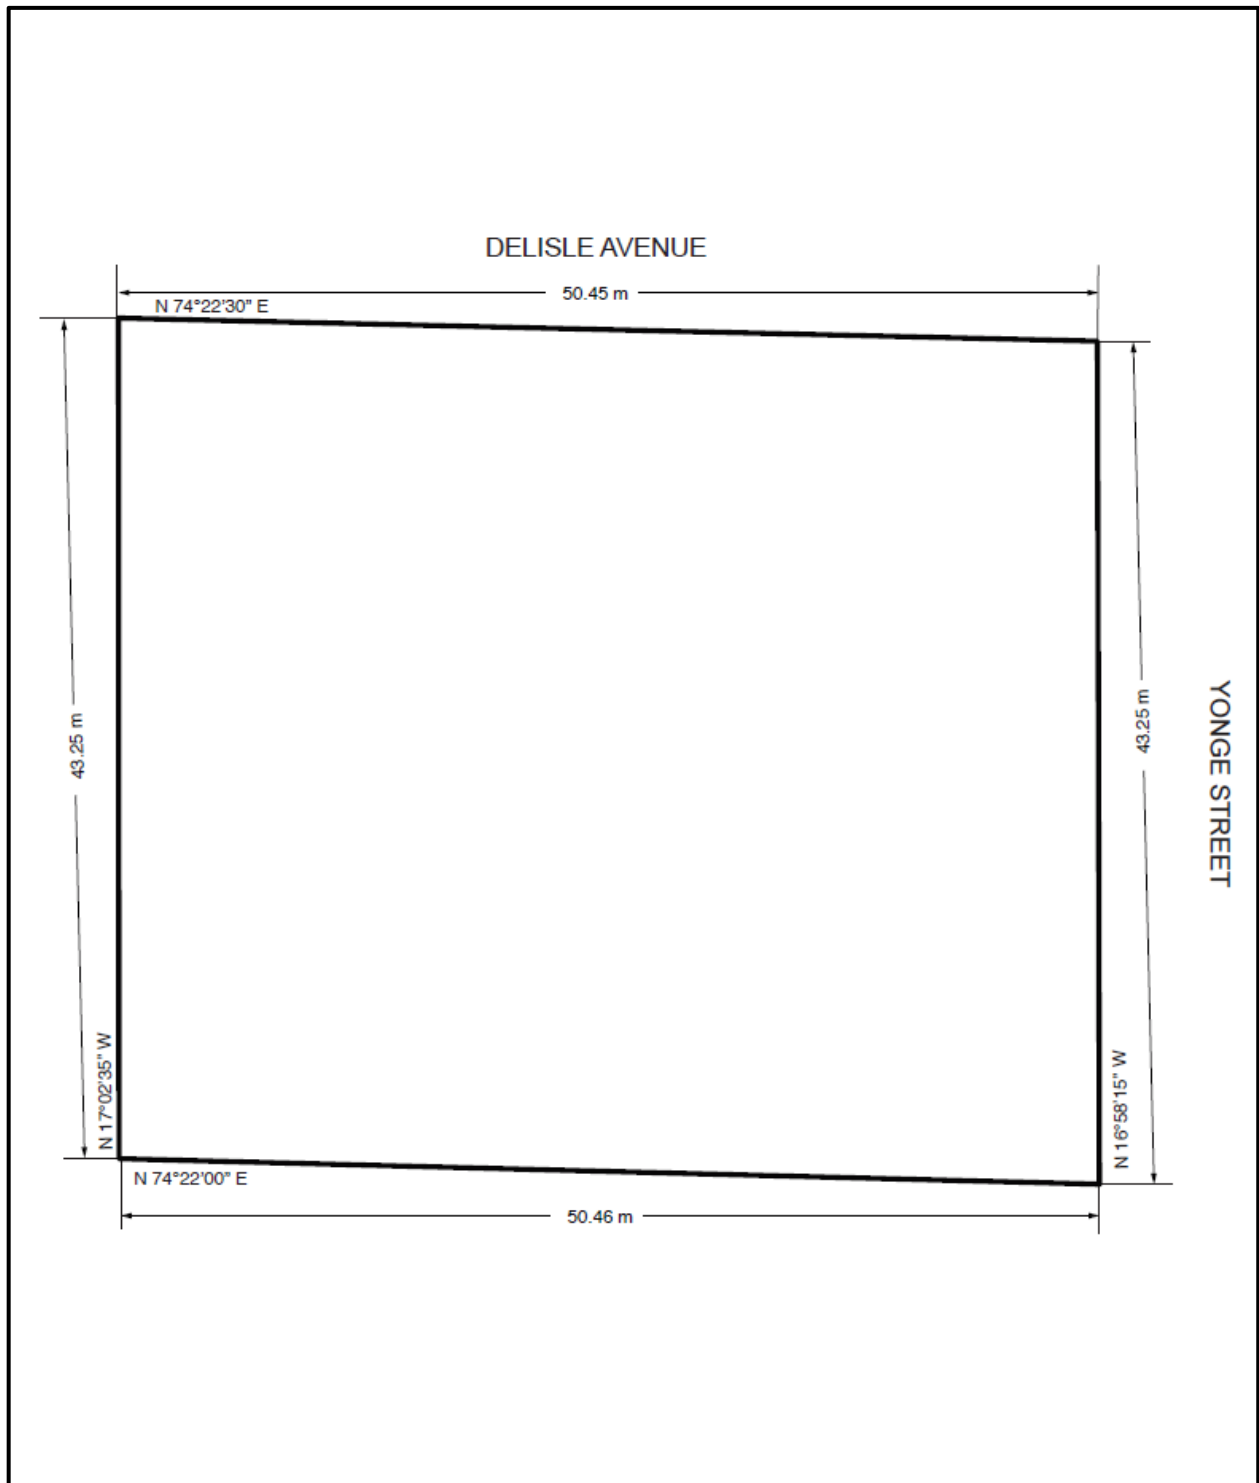 DELISLE AVENUE
50.45 m
N 74°22'30" E
43.25 m
43.25 m
YONGE STREET
N 17°02'35" W
N 16°58'15" W
N 74°22'00" E
50.46 m